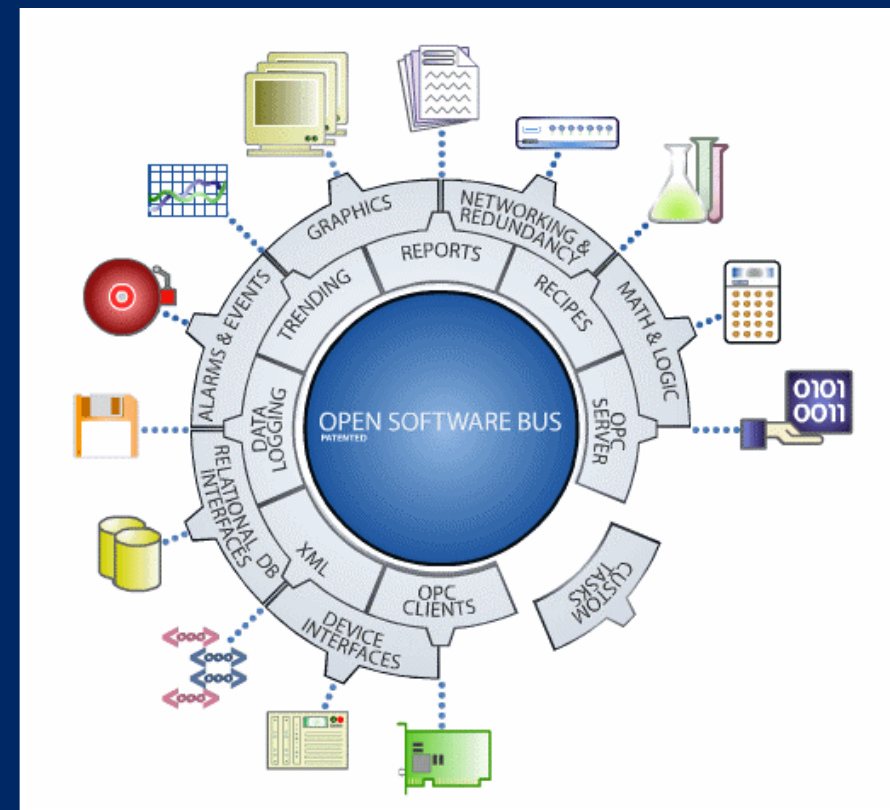 GRAPHICS
NETWORKING &
REDUNDANCY
REPORTS
TRENDING
RECIPES
ALARMS & EVENTS
MATH & LOGIC
DATA
LOGGING
OPC
SERVER
0101
0011
OPEN SOFTWARE BUS
PATENTED
RELATIONAL DB
INTERFACES
XML
OPC
CLIENTS
CUSTOM
TASKS
DEVICE
INTERFACES